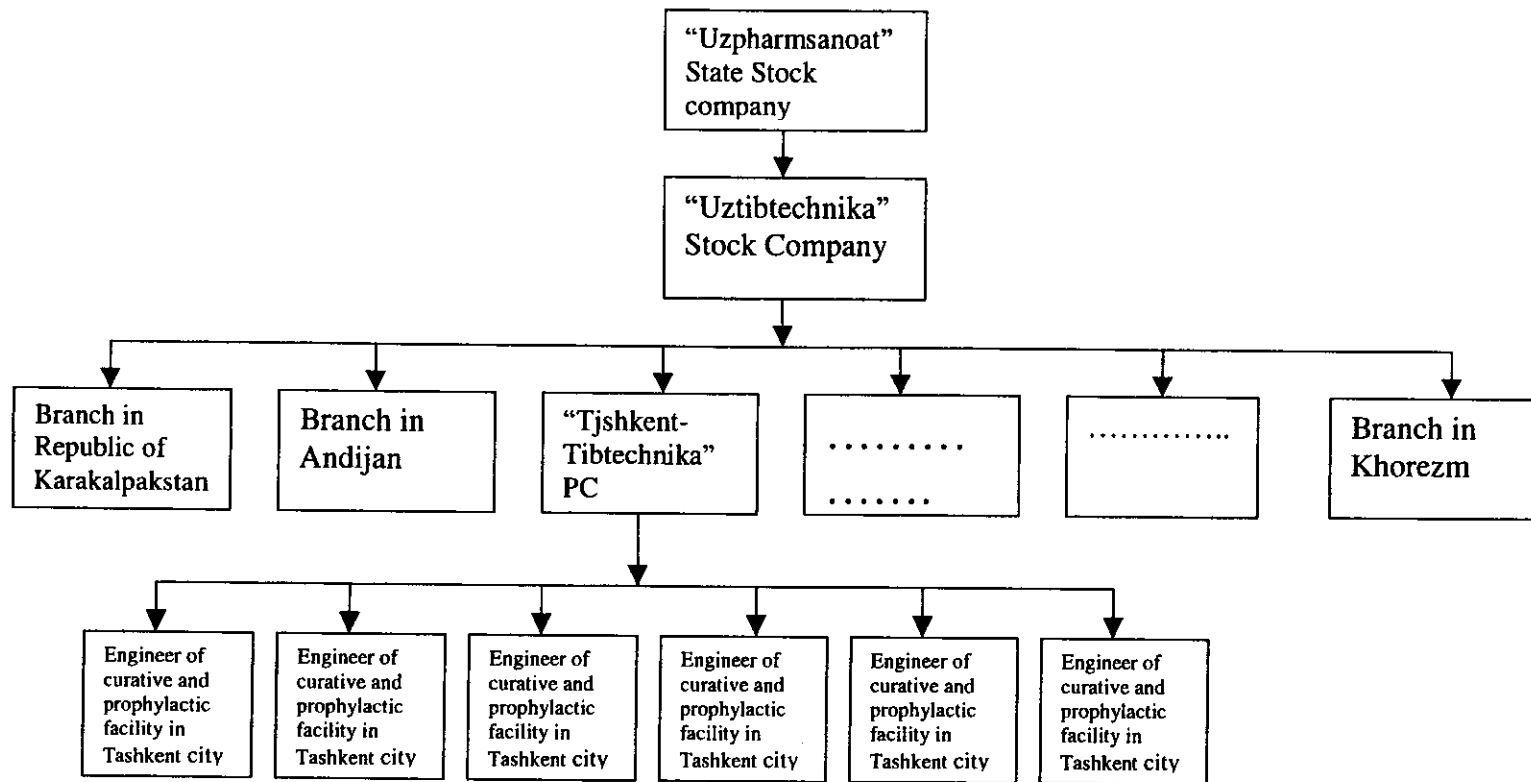 “Uzpharmsanoat”
State Stock
company
“Uztibtechnika”
Stock Company
Branch in
Republic of
Karakalpakstan
Branch in
Andijan
“Tjshkent-
Tibtechnika”
PC
. . . . . . . . .
. . . . . . .
..............
Branch in
Khorezm
Engineer of
curative and
prophylactic
facility in
Tashkent city
Engineer of
curative and
prophylactic
facility in
Tashkent city
Engineer of
curative and
prophylactic
facility in
Tashkent city
Engineer of
curative and
prophylactic
facility in
Tashkent city
Engineer of
curative and
prophylactic
facility in
Tashkent city
Engineer of
curative and
prophylactic
facility in
Tashkent city